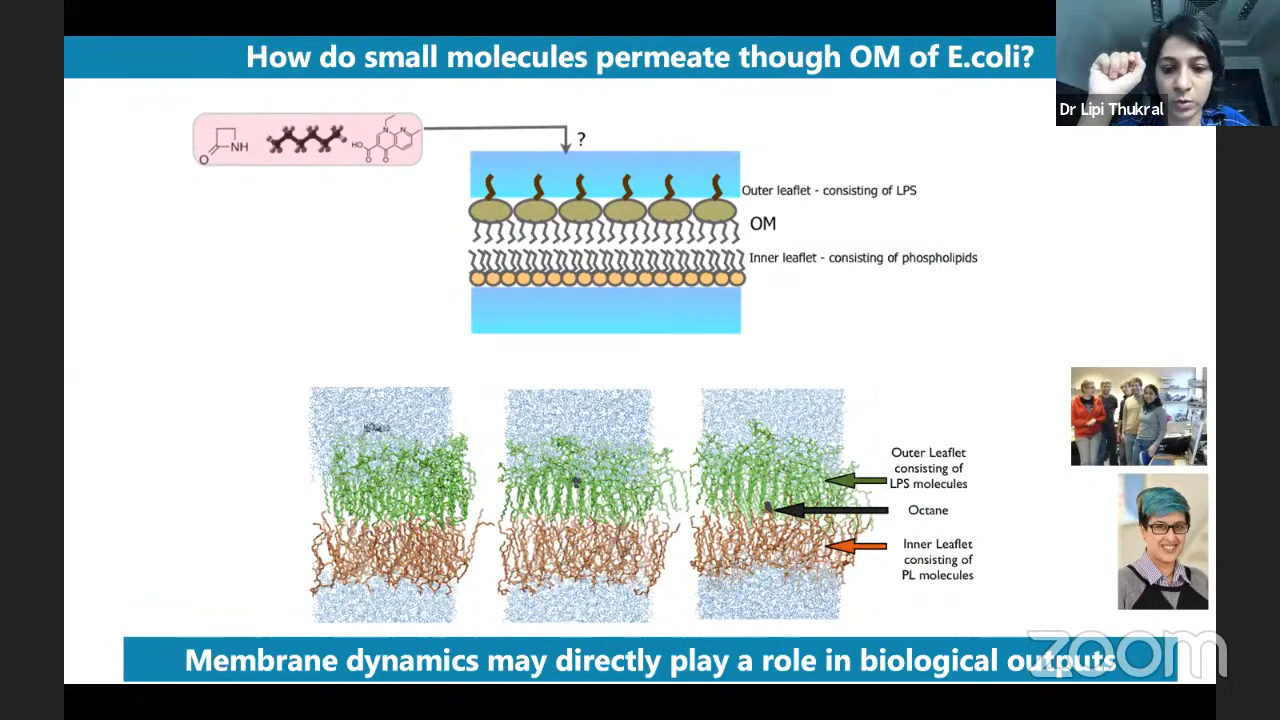 How do small molecules permeate though OM of E.coli?
Dr Lipi Thukral
O
NH
HO
O
O
N
N
?
Outer leaflet - consisting of LPS
OM
Inner leaflet - consisting of phospholipids
Outer Leaflet
consisting of
LPS molecules
Octane
Inner Leaflet
consisting of
PL molecules
Membrane dynamics may directly play a role in biological outputs
zoom